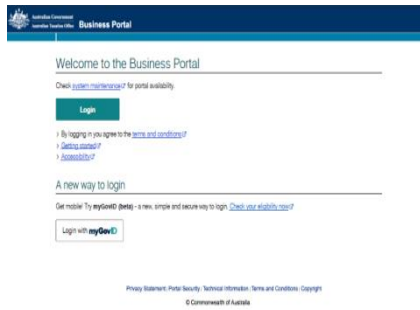 Australian Government
Australian Taxation Office
Business Portal
Welcome to the Business Portal
Check system maintenance for portal availability.
Login
› By logging in you agree to the terms and conditions
› Getting started
› Accessibility
A new way to login
Get mobile! Try myGovID (beta) - a new, simple and secure way to login. Check your eligibility now
Login with myGovID
Privacy Statement | Portal Security | Technical Information | Terms and Conditions | Copyright
© Commonwealth of Australia